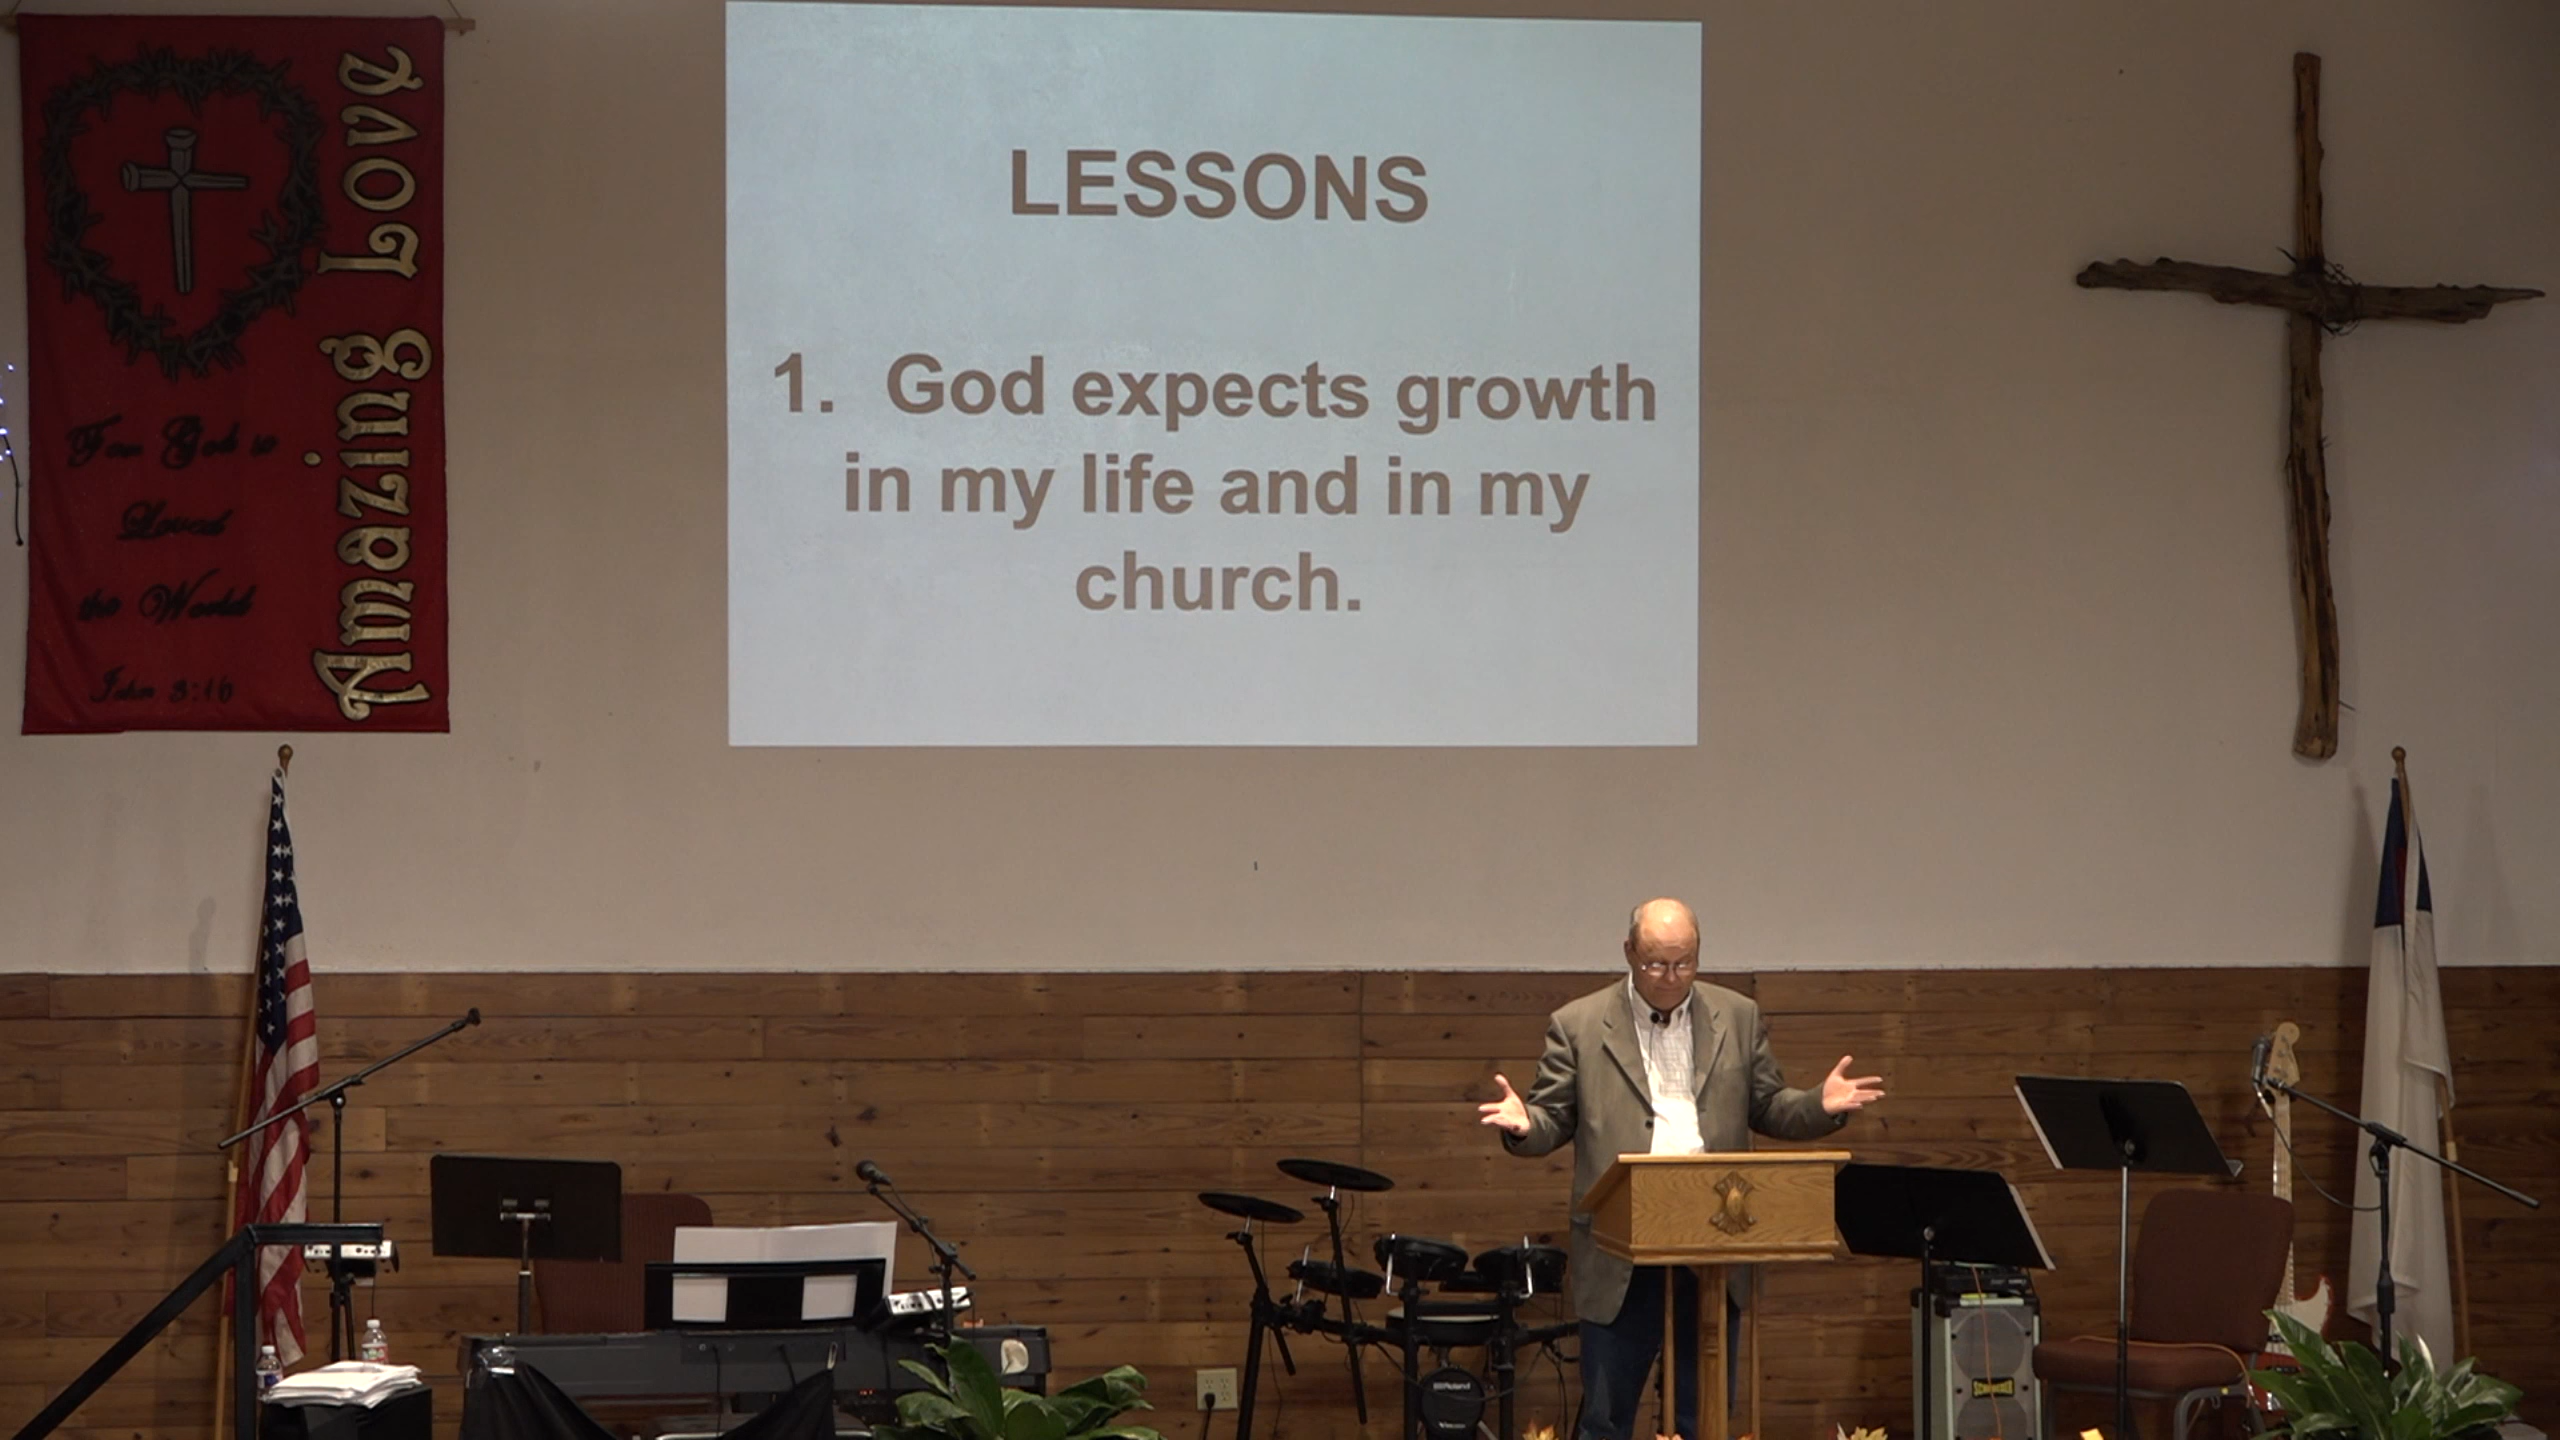 Amazing Love
For God so
Loved
the World
John 3:16
LESSONS
1. God expects growth
in my life and in my
church.
Roland